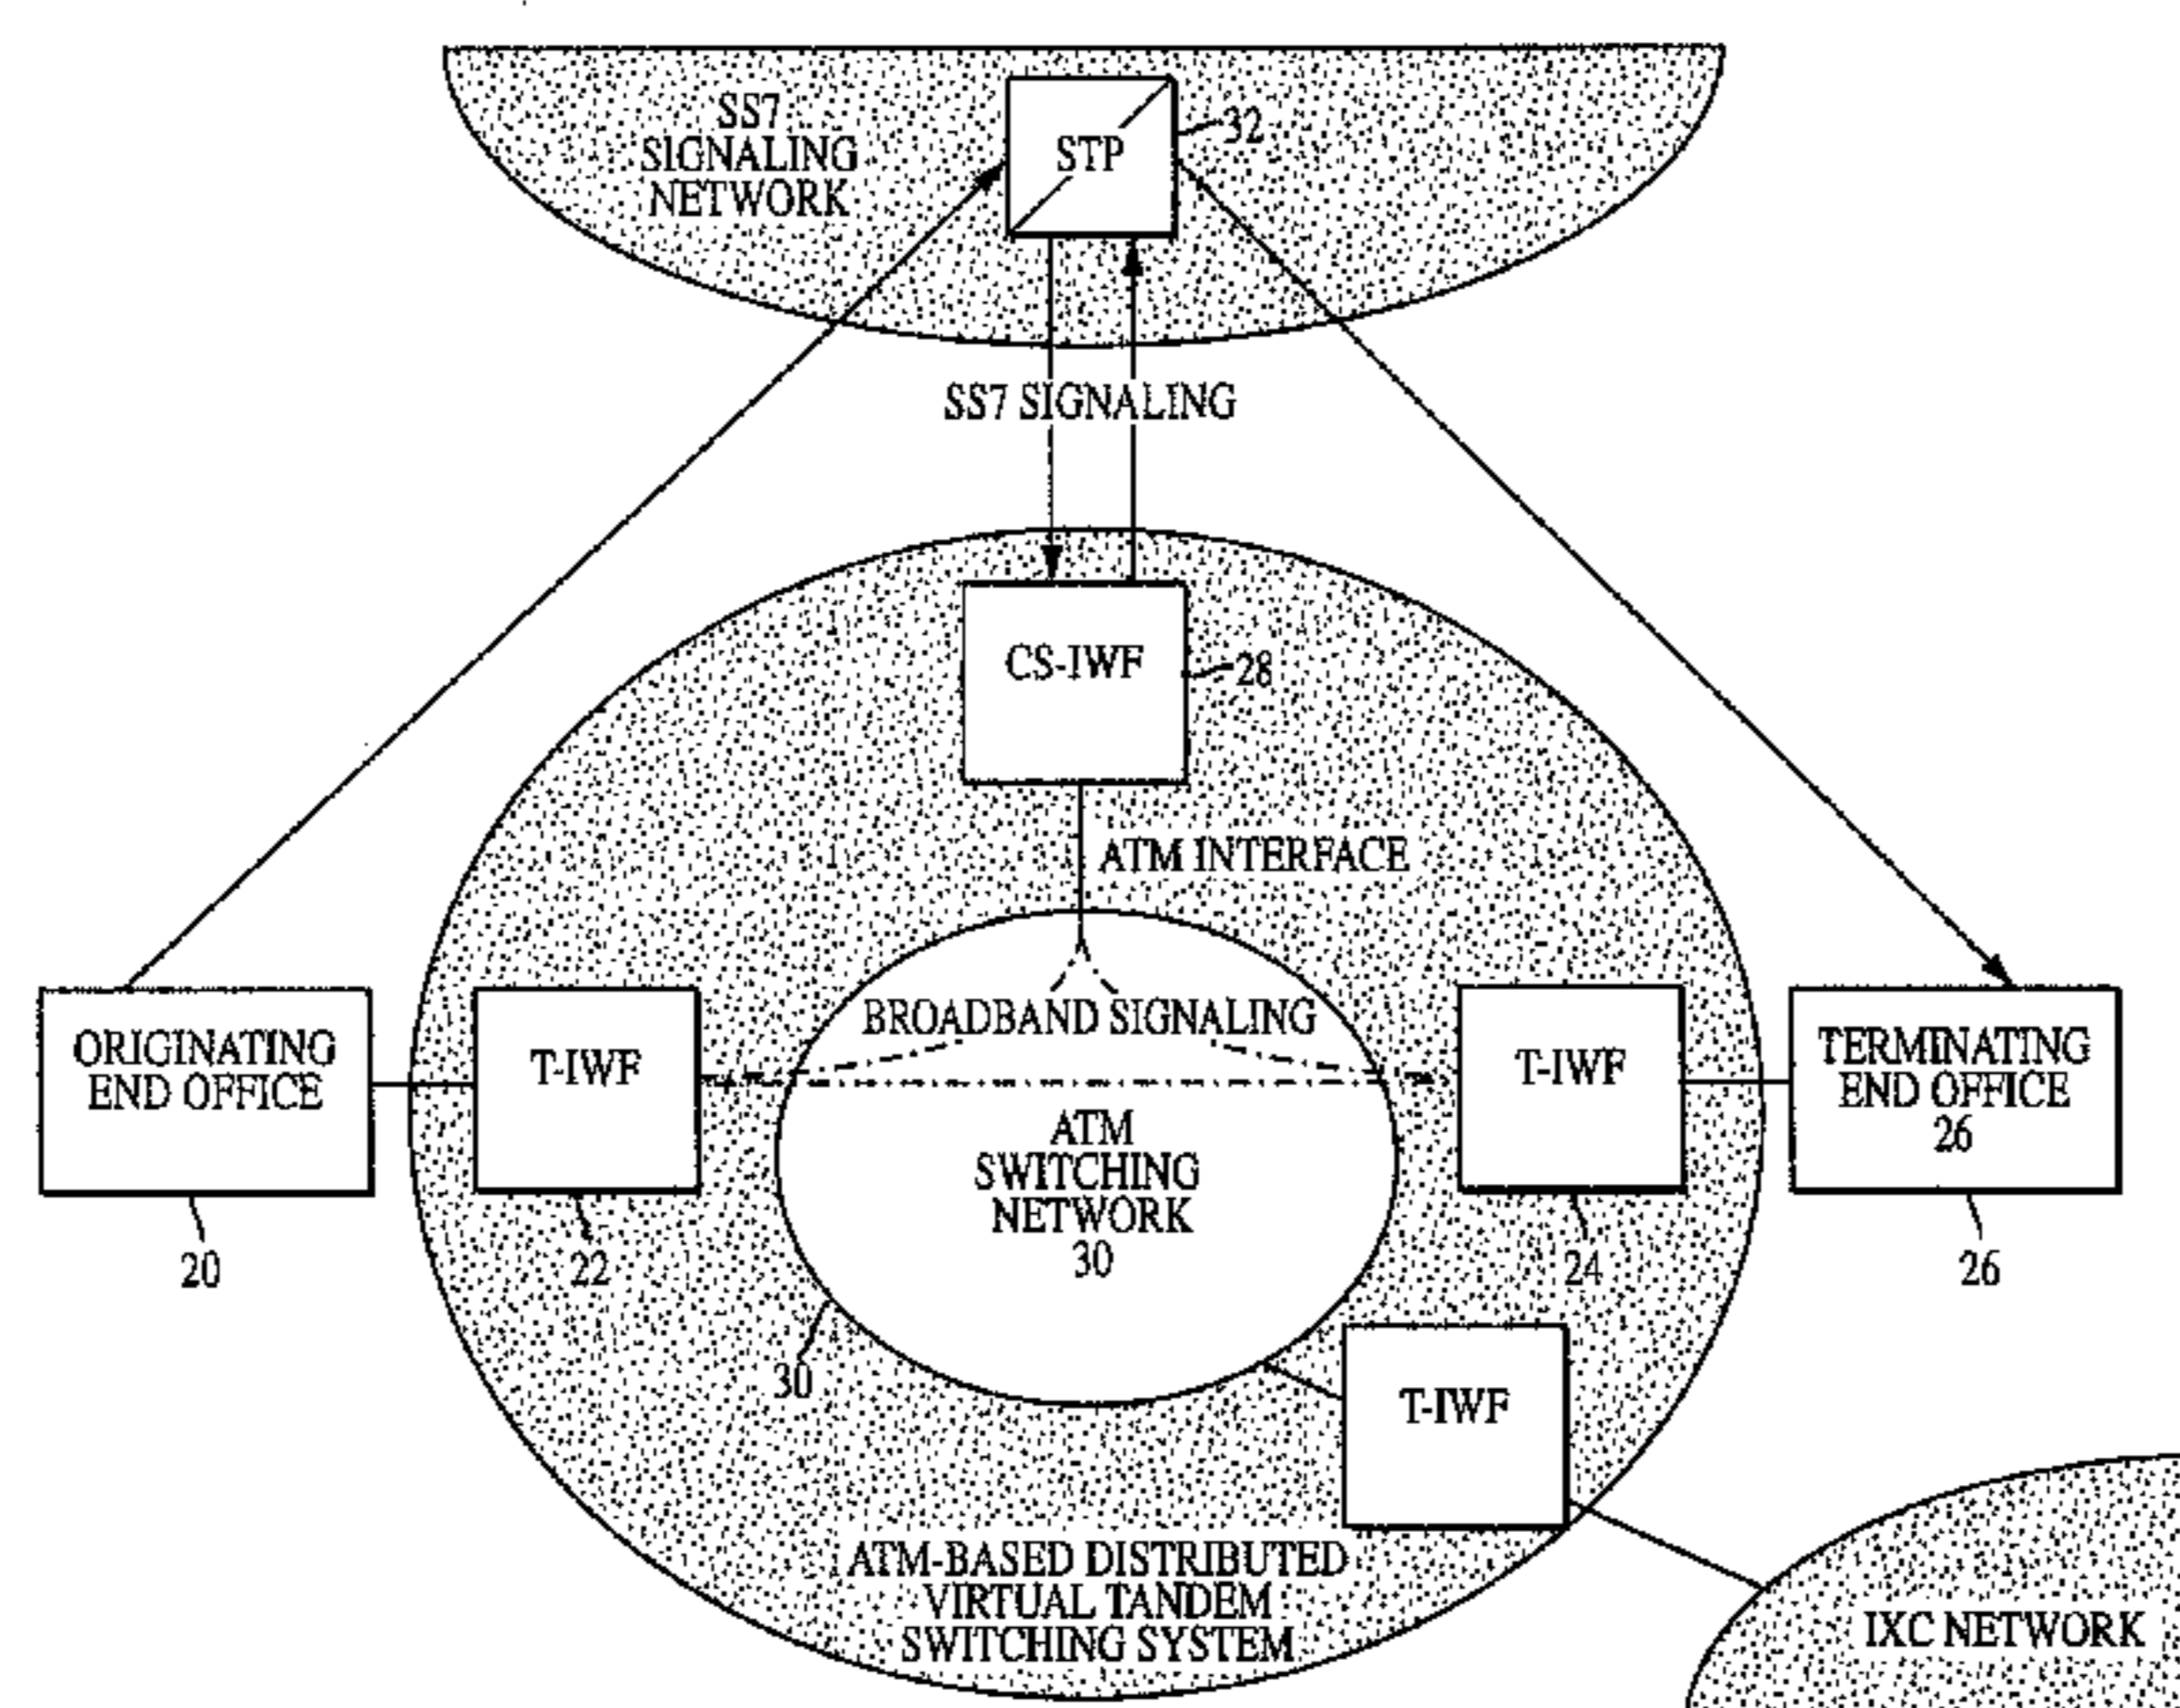 SS7
SIGNALING
NETWORK
STP
32
SS7 SIGNALING
CS-IWF
28
ATM INTERFACE
BROADBAND SIGNALING
ORIGINATING
END OFFICE
20
T-IWF
22
ATM
SWITCHING
NETWORK
30
30
T-IWF
24
TERMINATING
END OFFICE
26
26
T-IWF
ATM-BASED DISTRIBUTED
VIRTUAL TANDEM
SWITCHING SYSTEM
IXC NETWORK